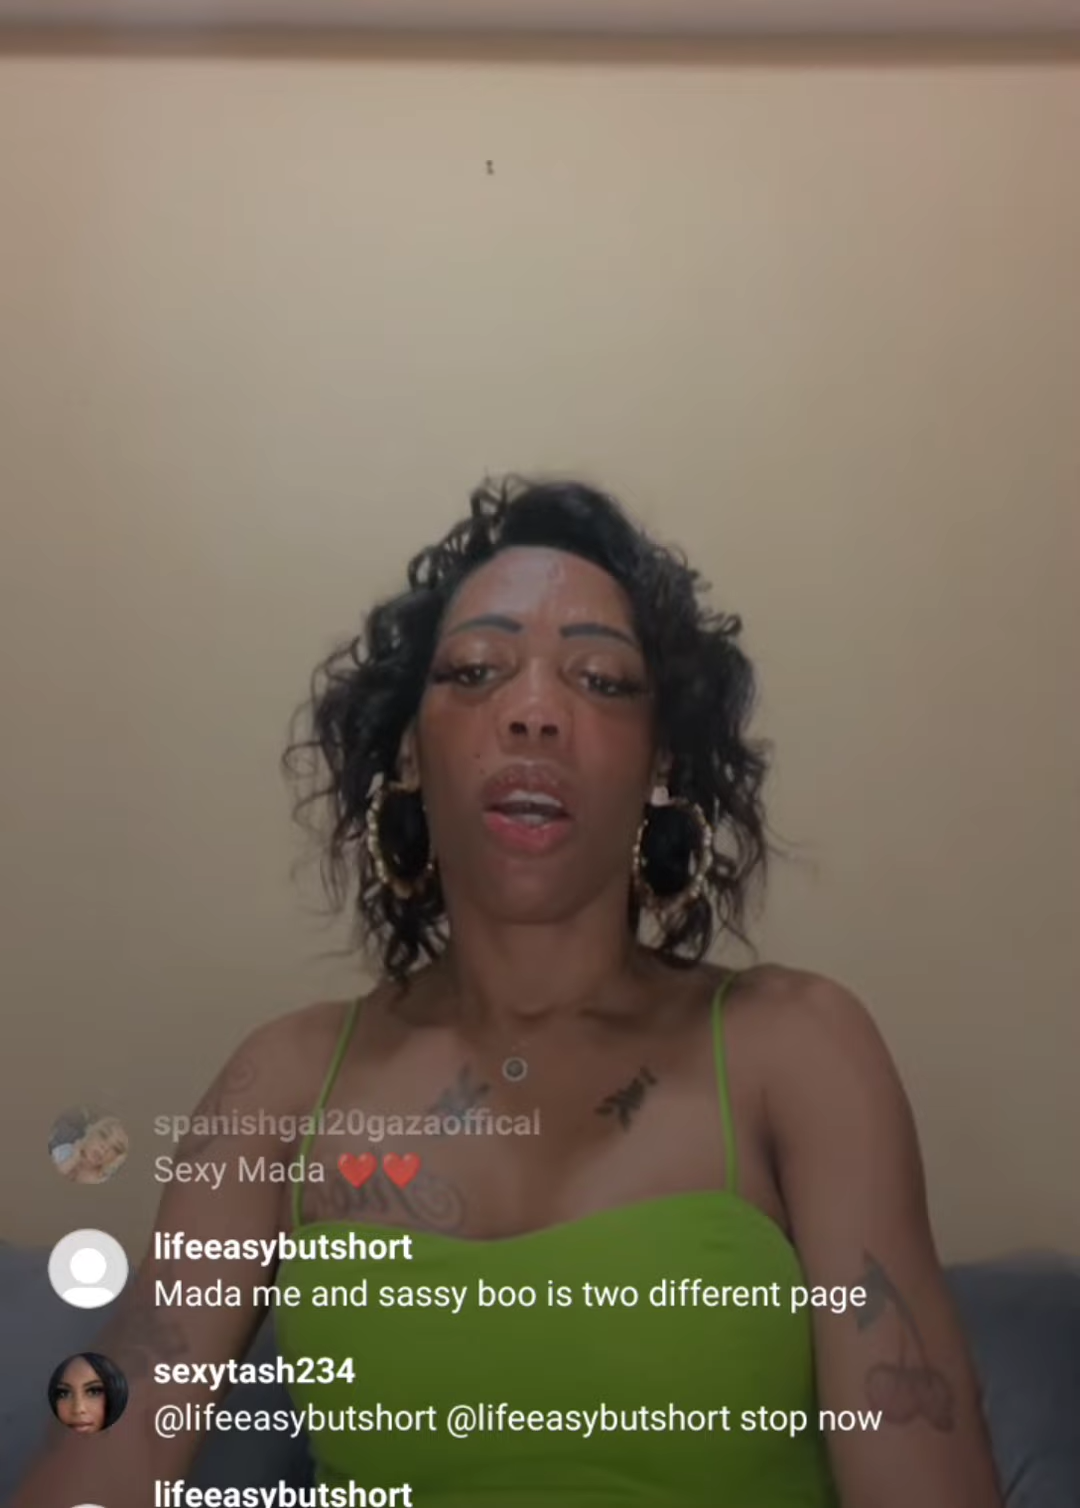 spanishgal20gazaoffical
Sexy Mada ❤️❤️
lifeeasybutshort
Mada me and sassy boo is two different page
sexytash234
@lifeeasybutshort @lifeeasybutshort stop now
lifeeasybutshort